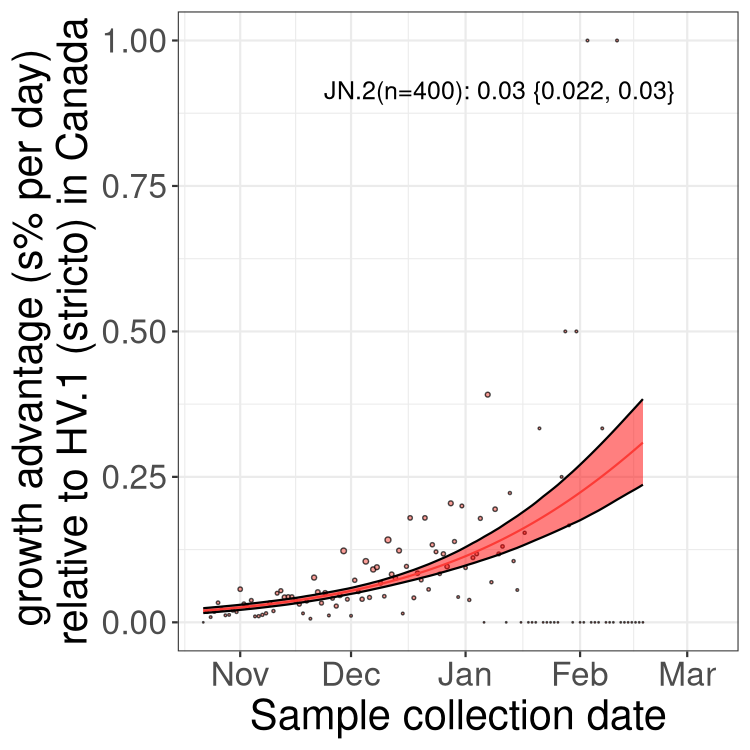 growth advantage (s% per day)
relative to HV.1 (stricto) in Canada
1.00
0.75
0.50
0.25
0.00
JN.2(n=400): 0.03 {0.022, 0.03}
Nov Dec Jan Feb Mar
Sample collection date